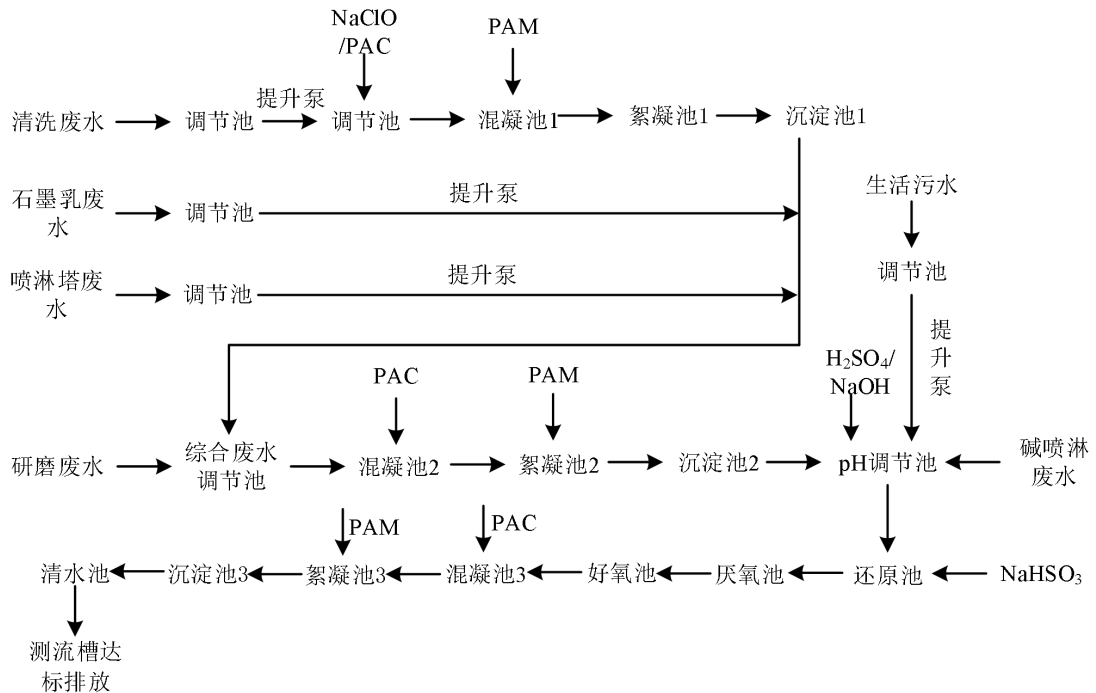 NaClO
/PAC
PAM
清洗废水
调节池
提升泵
调节池
混凝池1
絮凝池1
沉淀池1
石墨乳废
水
调节池
提升泵
生活污水
调节池
喷淋塔废
水
调节池
提升泵
提
升
泵
H₂SO₄/
NaOH
PAC
PAM
研磨废水
综合废水
调节池
混凝池2
絮凝池2
沉淀池2
pH调节池
碱喷淋
废水
PAM
PAC
清水池
沉淀池3
絮凝池3
混凝池3
好氧池
厌氧池
还原池
NaHSO₃
测流槽达
标排放